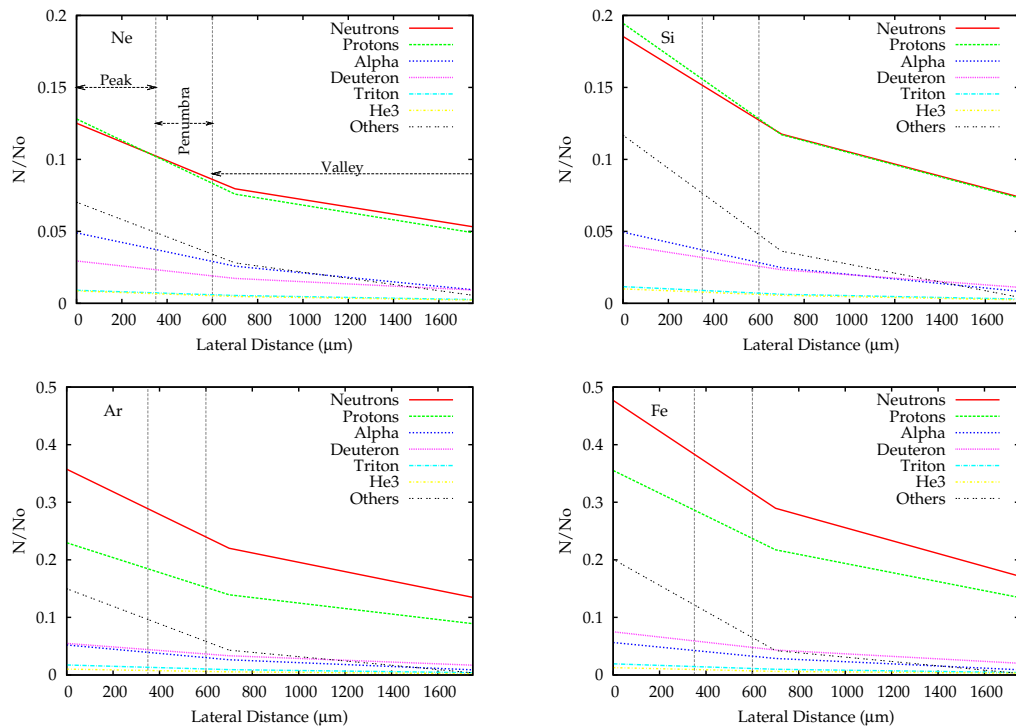 Ne
Peak
Penumbra
Valley
Neutrons
Protons
Alpha
Deuteron
Triton
He3
Others
N/No
0.2
0.15
0.1
0.05
0
0 200 400 600 800 1000 1200 1400 1600
Lateral Distance (μm)
Si
Neutrons
Protons
Alpha
Deuteron
Triton
He3
Others
N/No
0.2
0.15
0.1
0.05
0
0 200 400 600 800 1000 1200 1400 1600
Lateral Distance (μm)
Ar
Neutrons
Protons
Alpha
Deuteron
Triton
He3
Others
N/No
0.5
0.4
0.3
0.2
0.1
0
0 200 400 600 800 1000 1200 1400 1600
Lateral Distance (μm)
Fe
Neutrons
Protons
Alpha
Deuteron
Triton
He3
Others
N/No
0.5
0.4
0.3
0.2
0.1
0
0 200 400 600 800 1000 1200 1400 1600
Lateral Distance (μm)